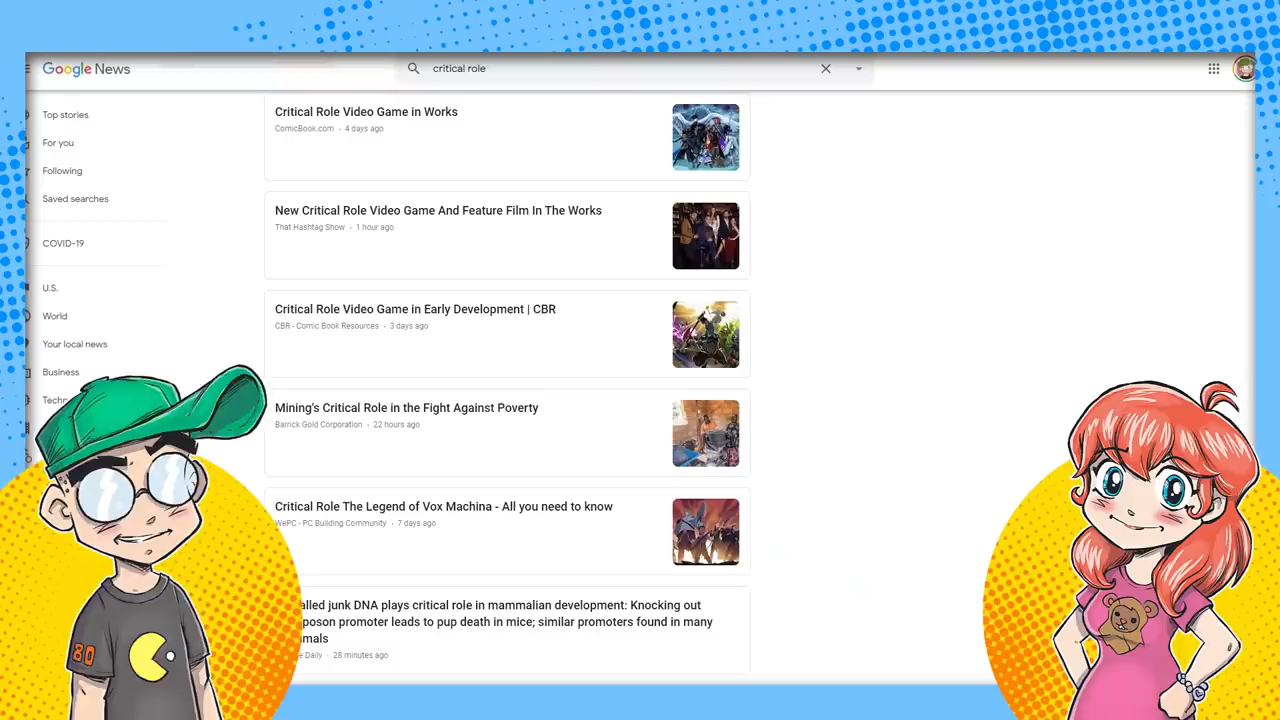 Google News
critical role
Top stories
For you
Following
Saved searches
COVID-19
U.S.
World
Your local news
Business
Techn
Critical Role Video Game in Works
ComicBook.com · 4 days ago
New Critical Role Video Game And Feature Film In The Works
That Hashtag Show · 1 hour ago
Critical Role Video Game in Early Development | CBR
CBR - Comic Book Resources · 3 days ago
Mining's Critical Role in the Fight Against Poverty
Barrick Gold Corporation · 22 hours ago
Critical Role The Legend of Vox Machina - All you need to know
WePC - PC Building Community · 7 days ago
alled junk DNA plays critical role in mammalian development: Knocking out
poson promoter leads to pup death in mice; similar promoters found in many
mals
e Daily · 28 minutes ago
80